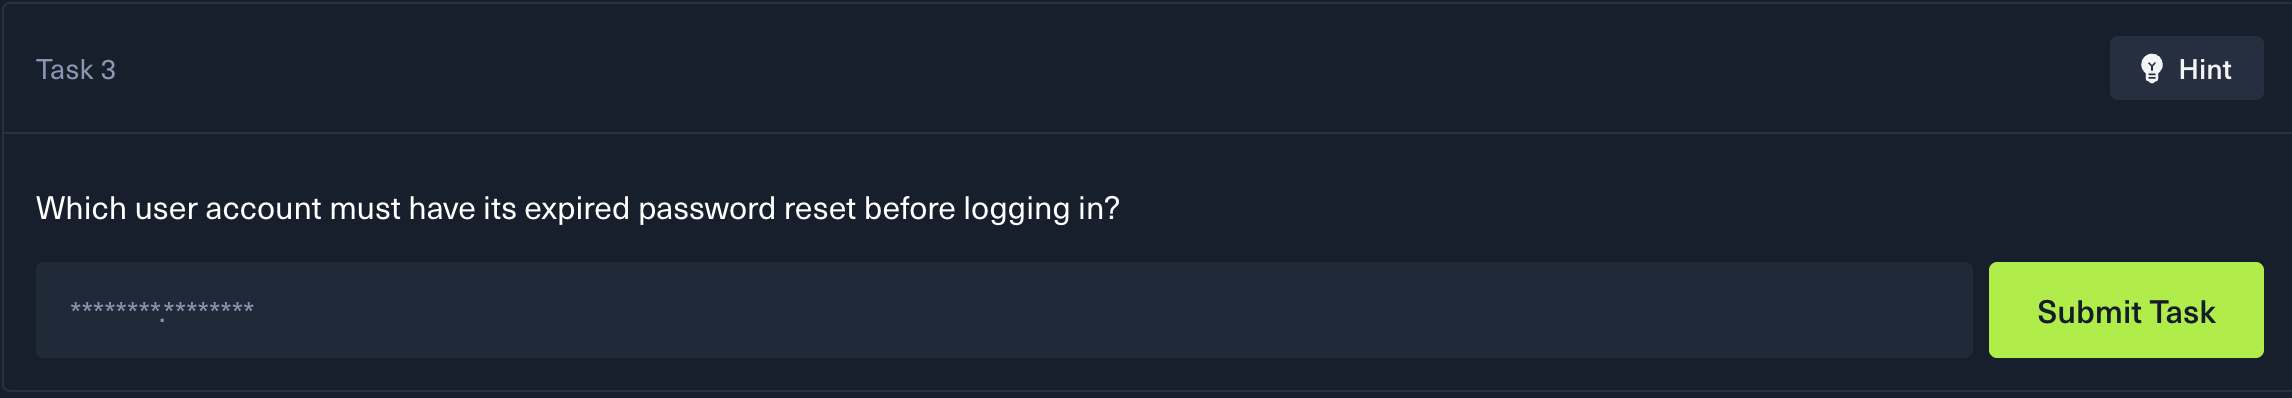 Task 3
Hint
Which user account must have its expired password reset before logging in?
********.********
Submit Task